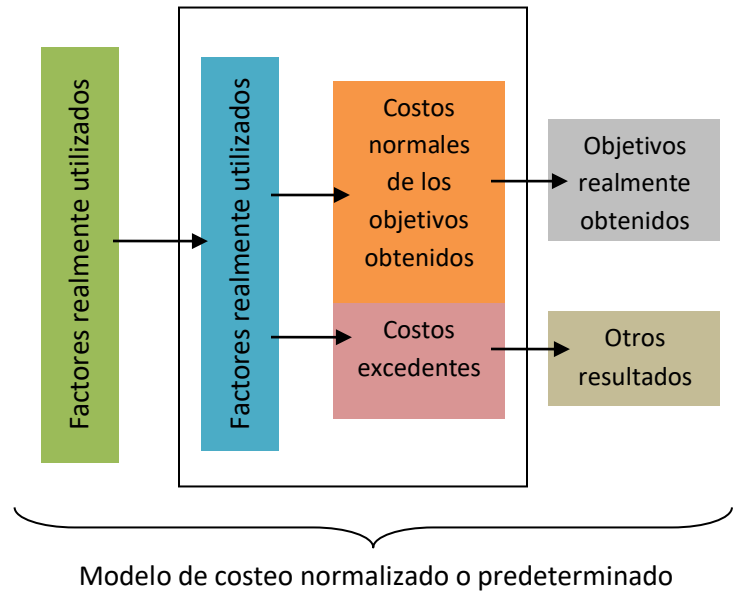 Factores realmente utilizados
Factores realmente utilizados
Costos
normales
de los
objetivos
obtenidos
Costos
excedentes
Objetivos
realmente
obtenidos
Otros
resultados
Modelo de costeo normalizado o predeterminado